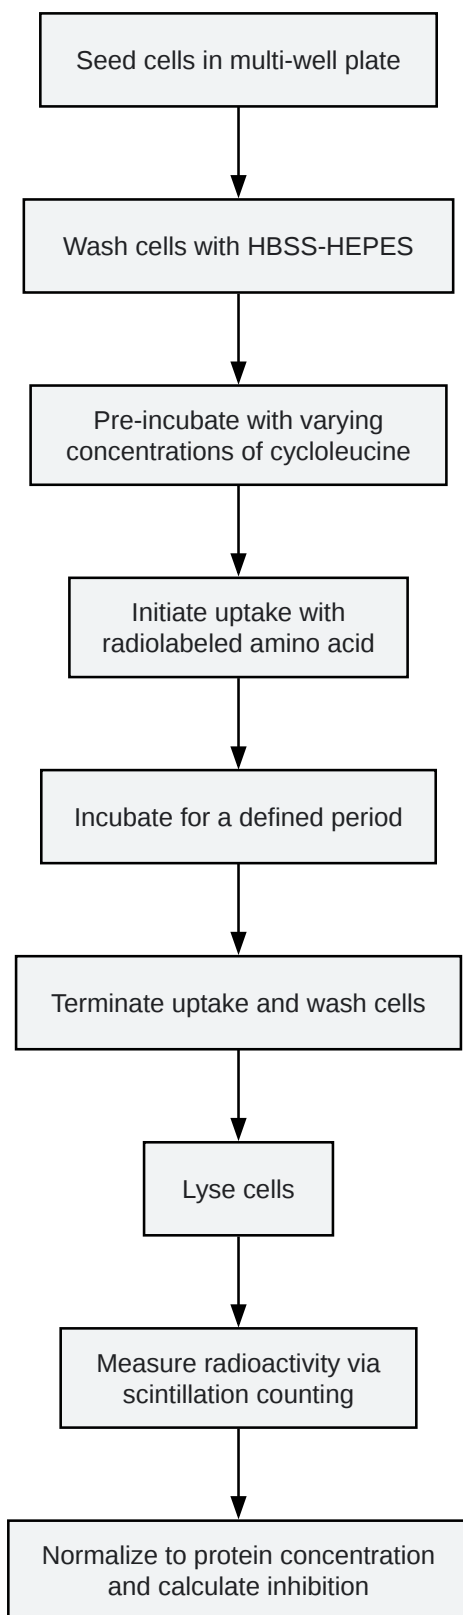 Seed cells in multi-well plate
Wash cells with HBSS-HEPES
Pre-incubate with varying
concentrations of cycloleucine
Initiate uptake with
radiolabeled amino acid
Incubate for a defined period
Terminate uptake and wash cells
Lyse cells
Measure radioactivity via
scintillation counting
Normalize to protein concentration
and calculate inhibition